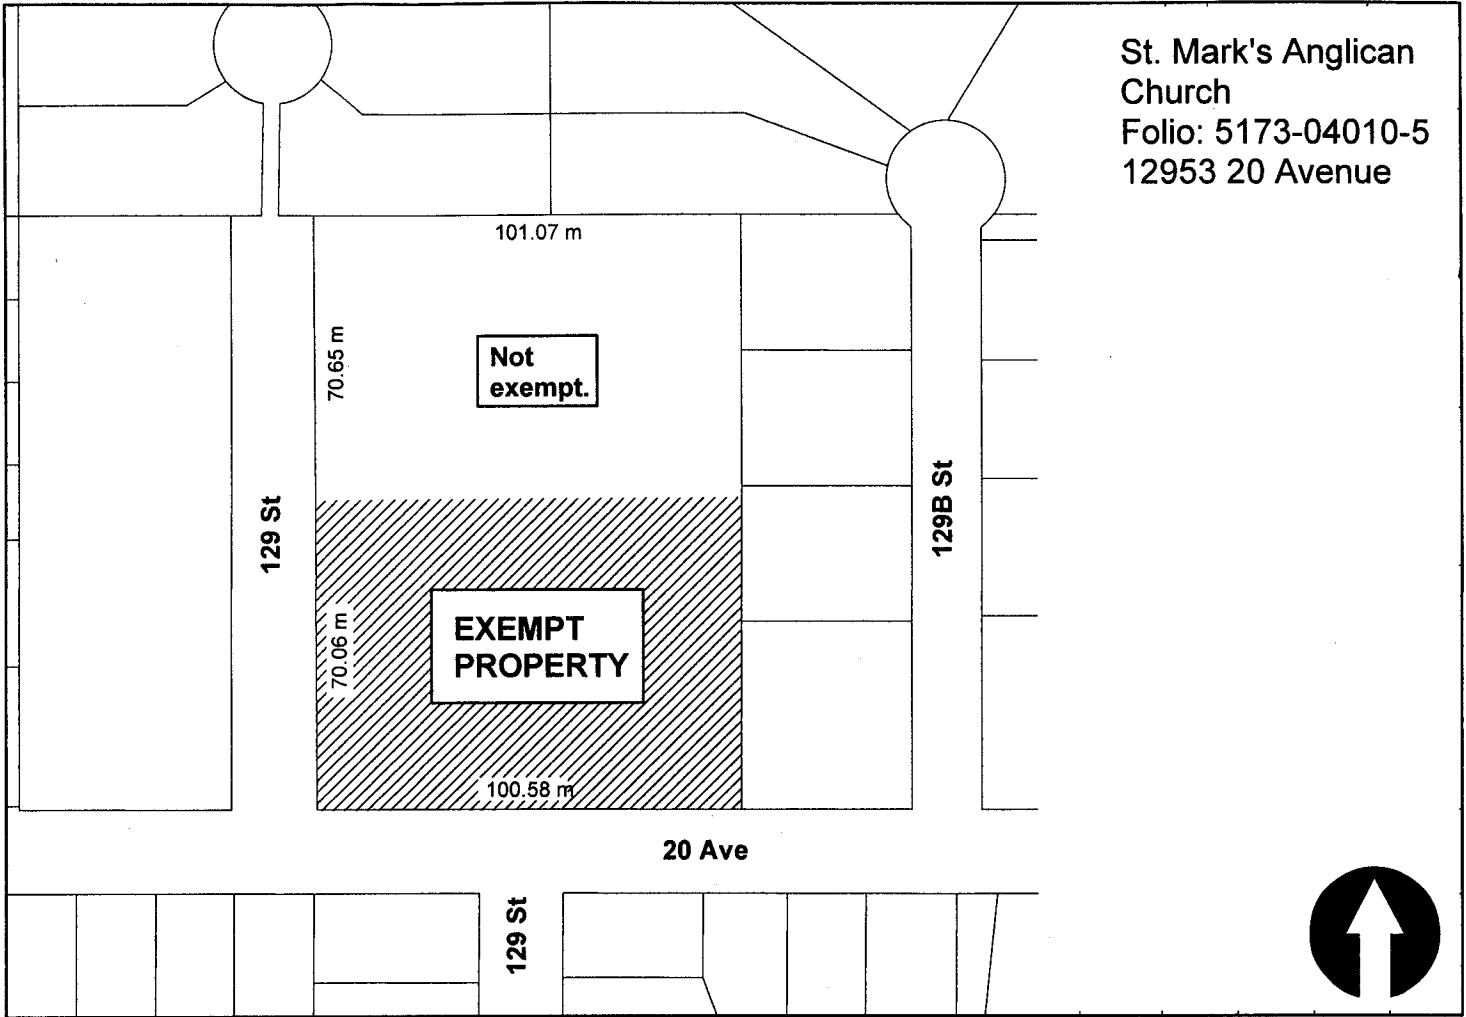 St. Mark's Anglican
Church
Folio: 5173-04010-5
12953 20 Avenue
101.07 m
70.65 m
Not
exempt.
129 St
129B St
70.06 m
EXEMPT
PROPERTY
100.58 m
20 Ave
129 St